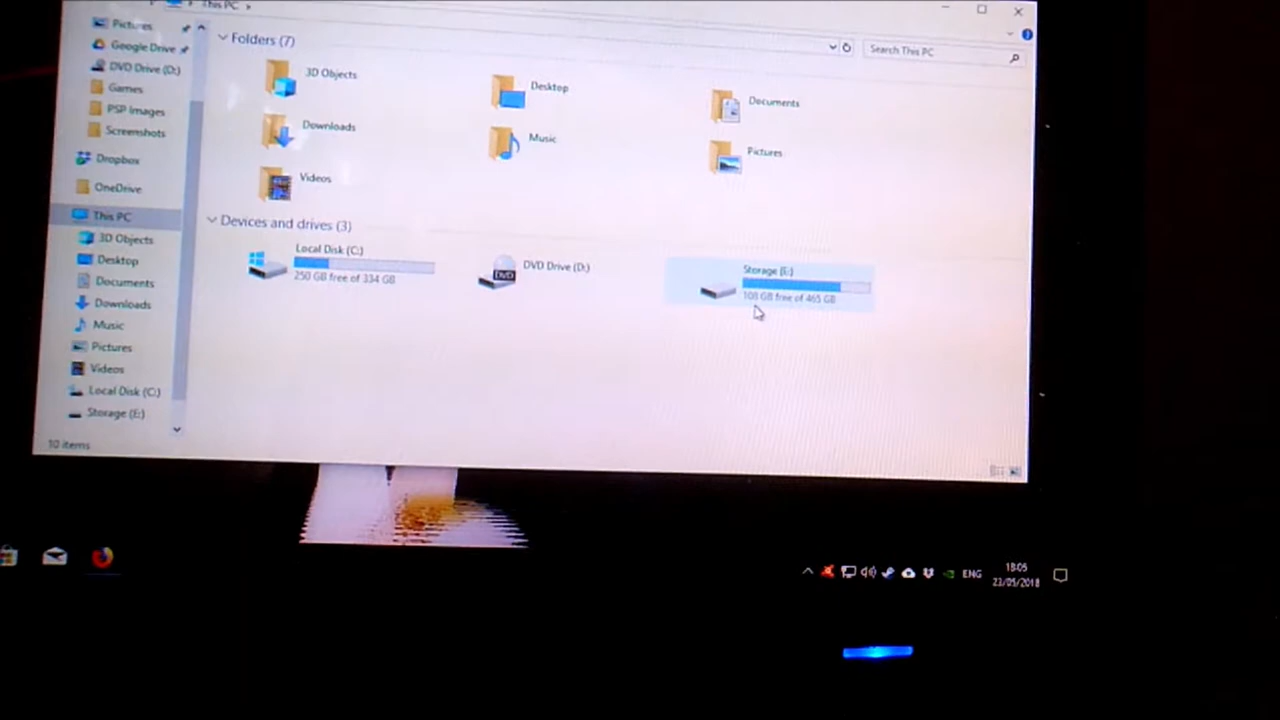 This PC
Search This PC
Pictures
Google Drive
DVD Drive (D:)
Games
PSP Images
Screenshots
Dropbox
OneDrive
This PC
3D Objects
Desktop
Documents
Downloads
Music
Pictures
Videos
Local Disk (C:)
Storage (E:)
Folders (7)
3D Objects
Desktop
Documents
Downloads
Music
Pictures
Videos
Devices and drives (3)
Local Disk (C:)
250 GB free of 334 GB
DVD Drive (D:)
DVD
Storage (E:)
108 GB free of 465 GB
10 items
ENG
18:05
23/05/2018